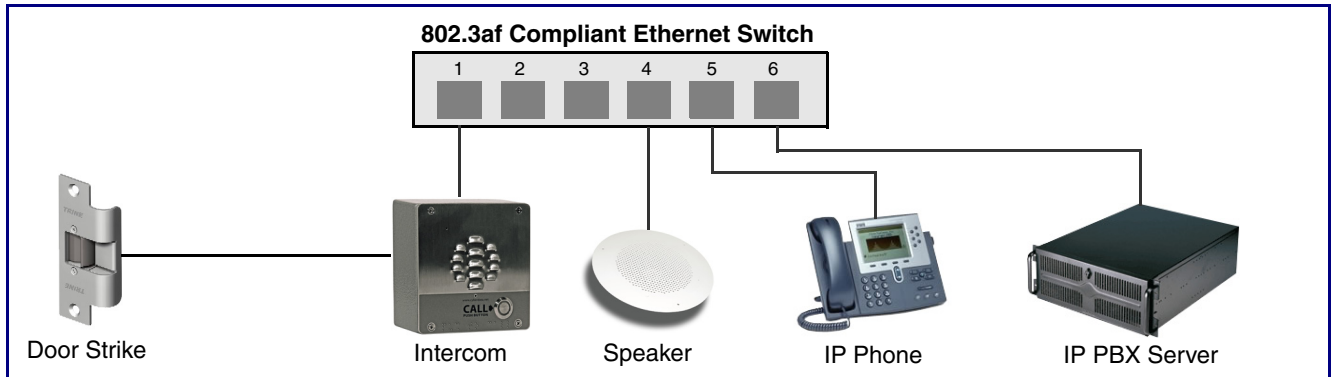 802.3af Compliant Ethernet Switch
1 2 3 4 5 6
CALL
Door Strike
Intercom
Speaker
IP Phone
IP PBX Server